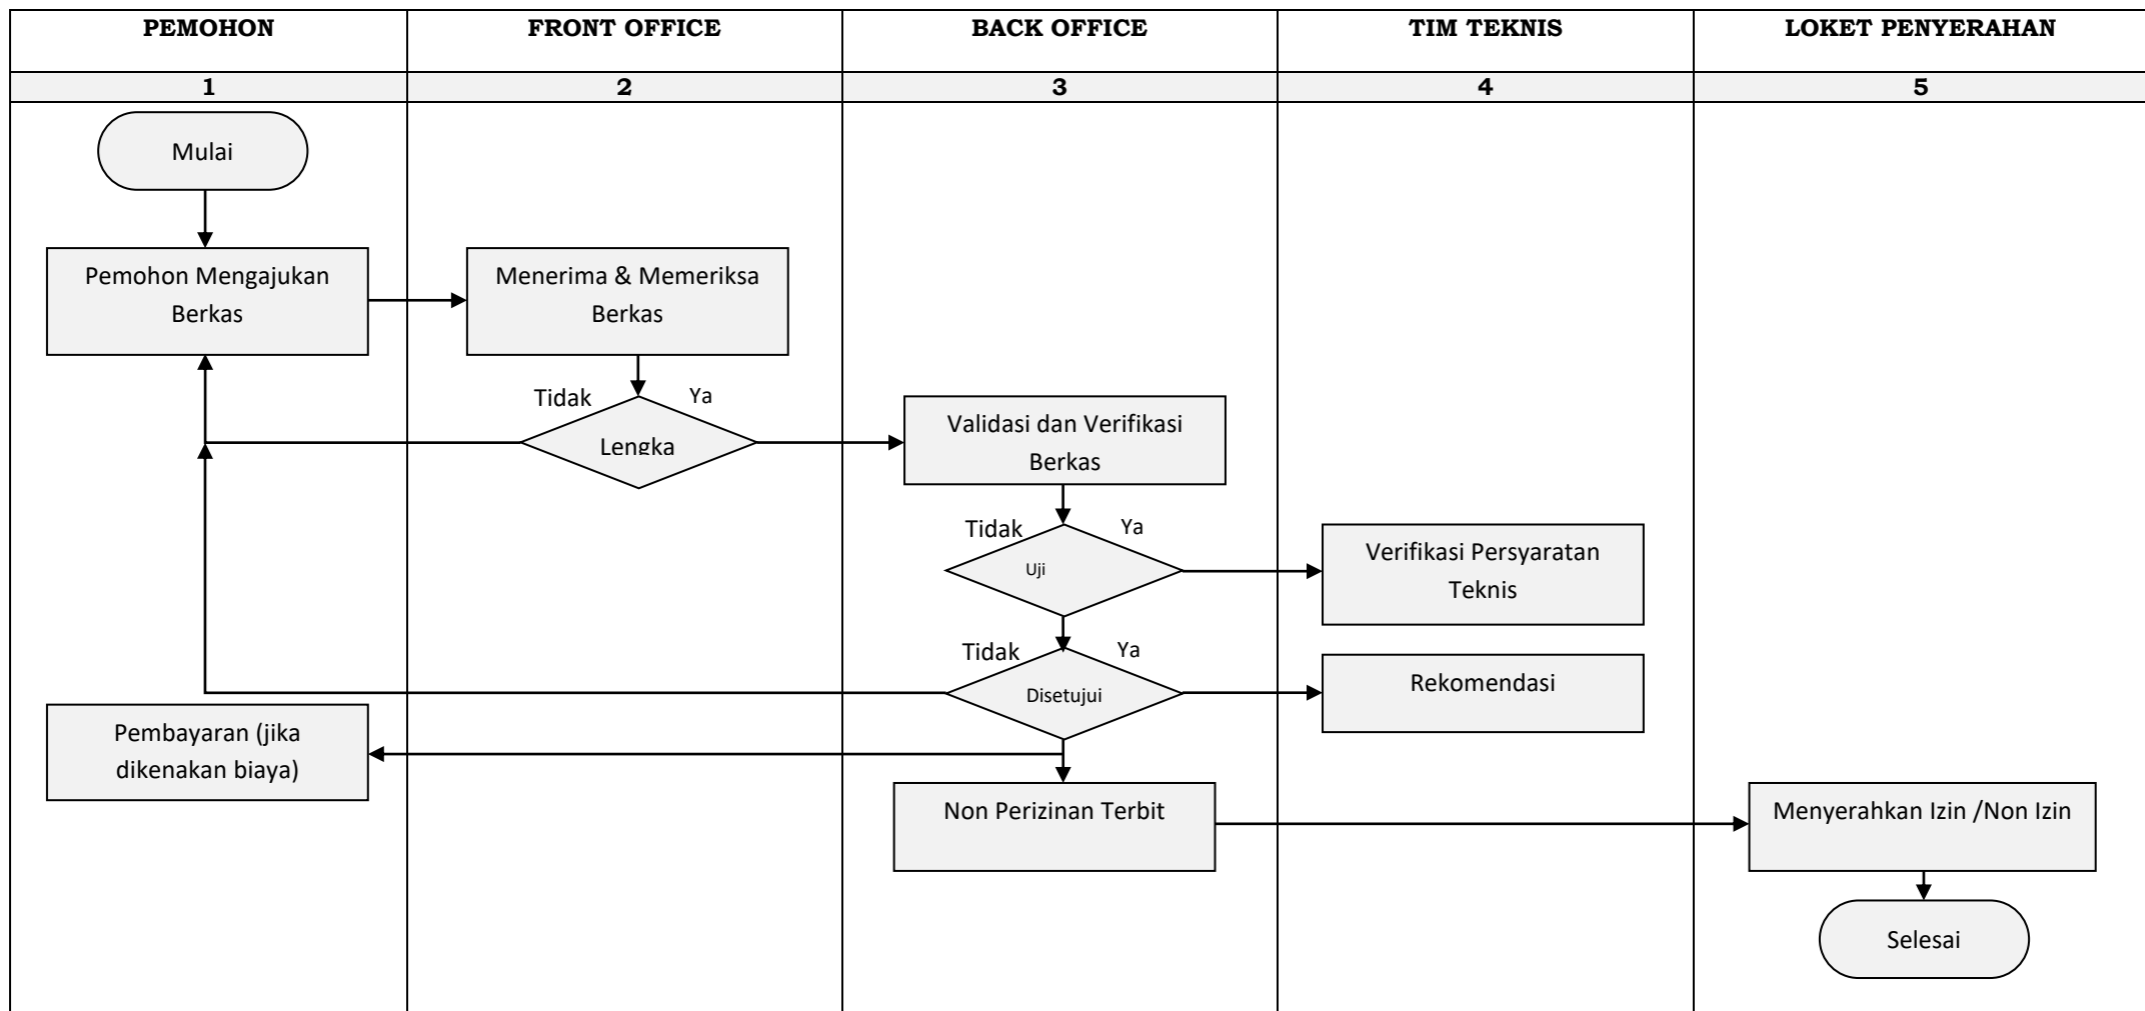 PEMOHON
FRONT OFFICE
BACK OFFICE
TIM TEKNIS
LOKET PENYERAHAN
1
2
3
4
5
Mulai
Pemohon Mengajukan
Berkas
Menerima & Memeriksa
Berkas
Tidak
Ya
Lengka
Validasi dan Verifikasi
Berkas
Tidak
Ya
Uji
Verifikasi Persyaratan
Teknis
Tidak
Ya
Disetujui
Rekomendasi
Pembayaran (jika
dikenakan biaya)
Non Perizinan Terbit
Menyerahkan Izin /Non Izin
Selesai